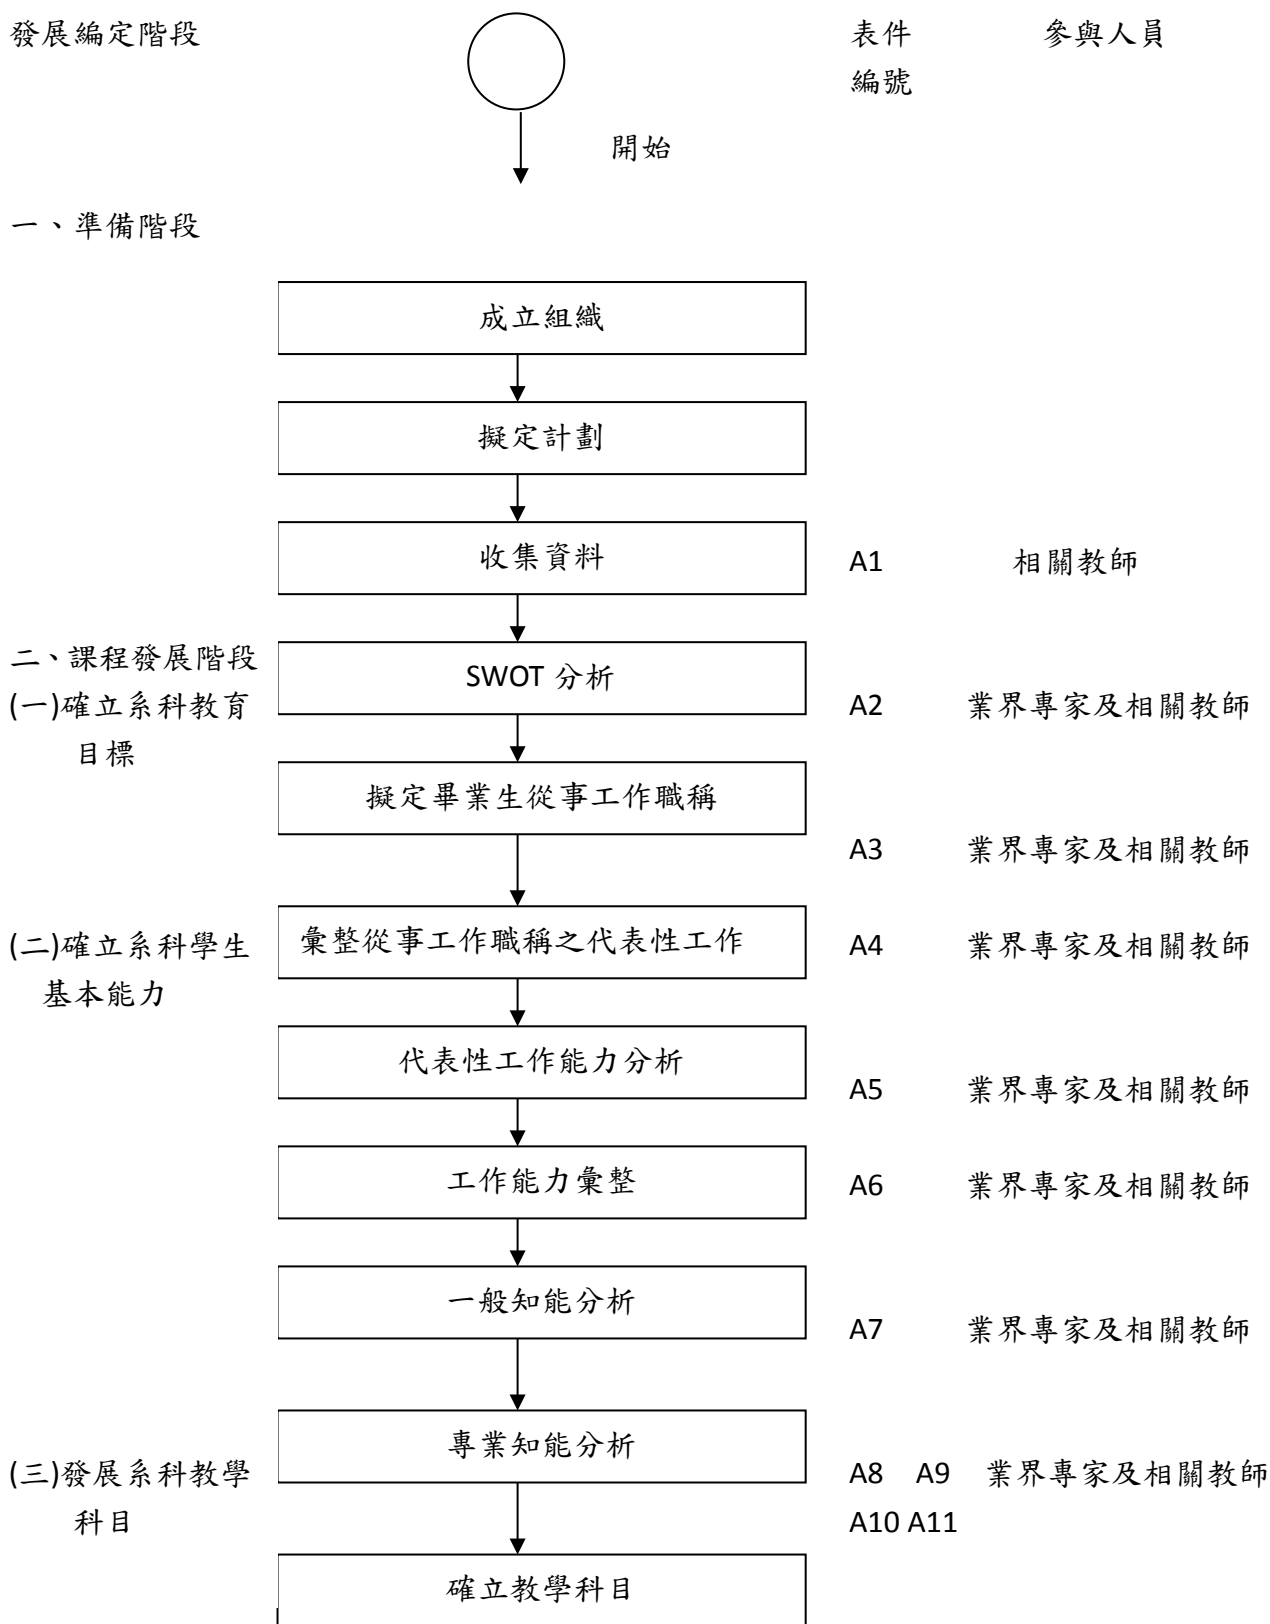 發展編定階段 表件 參與人員
編號
開始
一、準備階段
成立組織
擬定計劃
收集資料 A1 相關教師
二、課程發展階段
SWOT 分析
(一)確立系科教育 A2 業界專家及相關教師
目標
擬定畢業生從事工作職稱
A3 業界專家及相關教師
(二)確立系科學生 彙整從事工作職稱之代表性工作 A4 業界專家及相關教師
基本能力
代表性工作能力分析
A5 業界專家及相關教師
工作能力彙整 A6 業界專家及相關教師
一般知能分析
A7 業界專家及相關教師
專業知能分析
(三)發展系科教學 A8 A9 業界專家及相關教師
科目 A10 A11
確立教學科目